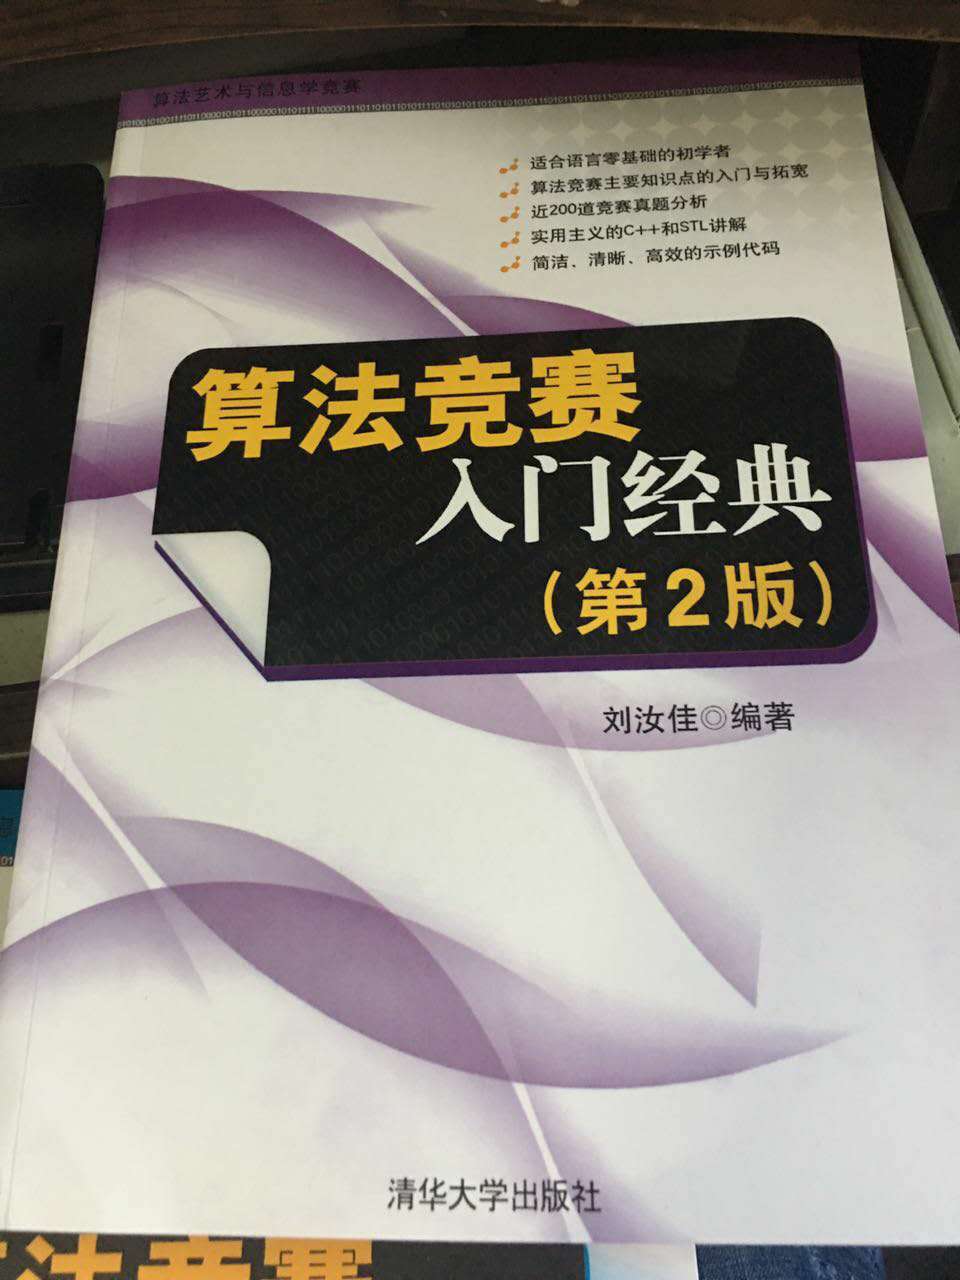 算法艺术与信息学竞赛
适合语言零基础的初学者
算法竞赛主要知识点的入门与拓宽
近200道竞赛真题分析
实用主义的C++和STL讲解
简洁、清晰、高效的示例代码
算法竞赛
入门经典
（第2版）
刘汝佳◎编著
清华大学出版社
算法竞赛